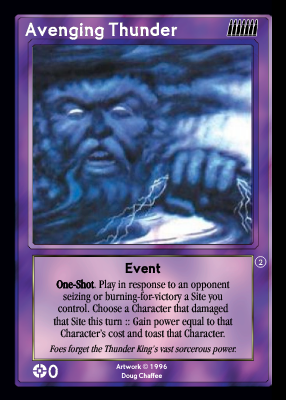 Avenging Thunder
2
Event
One-Shot. Play in response to an opponent
seizing or burning-for-victory a Site you
control. Choose a Character that damaged
that Site this turn :: Gain power equal to that
Character's cost and toast that Character.
Foes forget the Thunder King's vast sorcerous power.
0
Artwork © 1996
Doug Chaffee